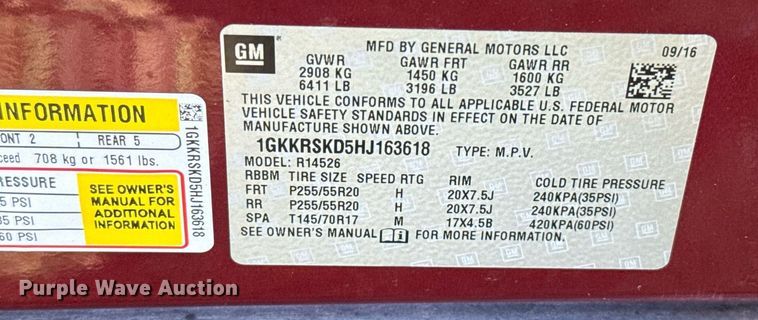 GM
MFD BY GENERAL MOTORS LLC 09/16
GVWR GAWR FRT GAWR RR
2908 KG 1450 KG 1600 KG
6411 LB 3196 LB 3527 LB
THIS VEHICLE CONFORMS TO ALL APPLICABLE U.S. FEDERAL MOTOR
VEHICLE SAFETY STANDARDS IN EFFECT ON THE DATE OF
MANUFACTURE SHOWN ABOVE.
1GKKRSKD5HJ163618 TYPE: M.P.V.
MODEL: R14526
RBBM TIRE SIZE SPEED RTG RIM COLD TIRE PRESSURE
FRT P255/55R20 H 20X7.5J 240KPA(35PSI)
RR P255/55R20 H 20X7.5J 240KPA(35PSI)
SPA T145/70R17 M 17X4.5B 420KPA(60PSI)
SEE OWNER'S MANUAL FOR MORE INFORMATION.
INFORMATION
ONT 2 REAR 5
ceed 708 kg or 1561 lbs.
RESSURE
5 PSI
35 PSI
60 PSI
SEE OWNER'S
MANUAL FOR
ADDITIONAL
INFORMATION
1GKKRSKD5HJ163618
Purple Wave Auction